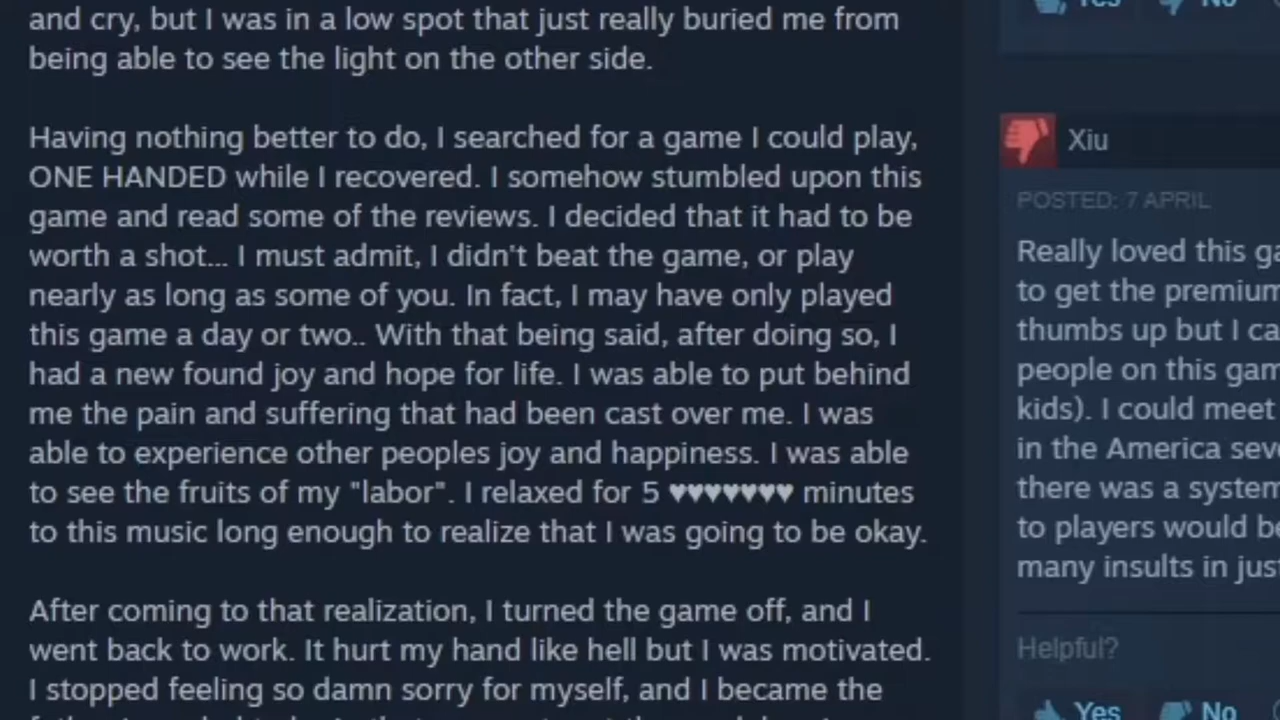 and cry, but I was in a low spot that just really buried me from
being able to see the light on the other side.
Having nothing better to do, I searched for a game I could play,
ONE HANDED while I recovered. I somehow stumbled upon this
game and read some of the reviews. I decided that it had to be
worth a shot... I must admit, I didn't beat the game, or play
nearly as long as some of you. In fact, I may have only played
this game a day or two.. With that being said, after doing so, I
had a new found joy and hope for life. I was able to put behind
me the pain and suffering that had been cast over me. I was
able to experience other peoples joy and happiness. I was able
to see the fruits of my "labor". I relaxed for 5 ♥♥♥♥♥♥♥ minutes
to this music long enough to realize that I was going to be okay.
After coming to that realization, I turned the game off, and I
went back to work. It hurt my hand like hell but I was motivated.
I stopped feeling so damn sorry for myself, and I became the
Yes No
Xiu
POSTED: 7 APRIL
Really loved this ga
to get the premium
thumbs up but I ca
people on this gam
kids). I could meet
in the America seve
there was a system
to players would be
many insults in just
Helpful?
Yes No